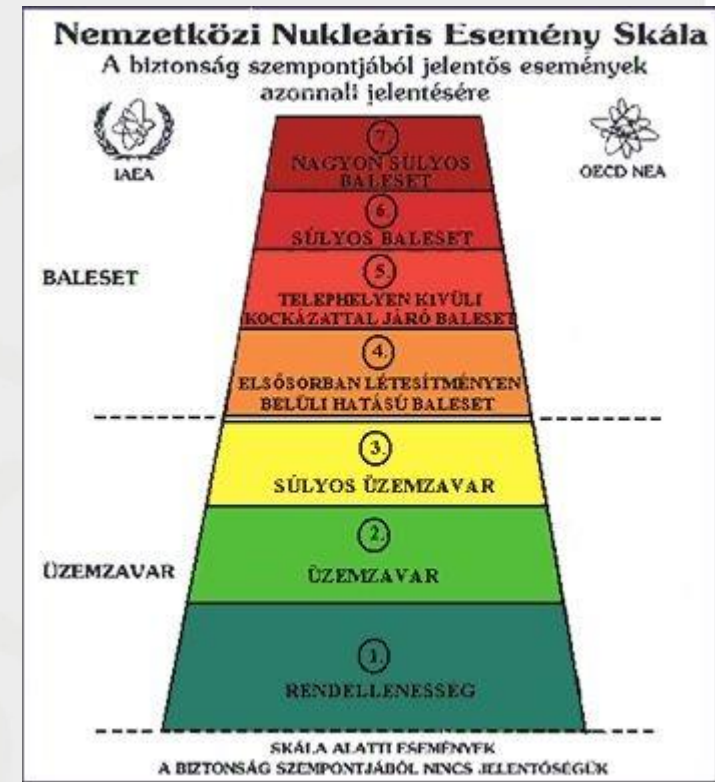 Nemzetközi Nukleáris Esemény Skála
A biztonság szempontjából jelentős események
azonnali jelentésére
IAEA
OECD NEA
7.
NAGYON SÚLYOS
BALESET
6.
SÚLYOS BALESET
BALESET
5.
TELEPHELYEN KIVÜLI
KOCKÁZATTAL JÁRÓ BALESET
4.
ELSŐSORBAN LÉTESÍTMÉNYEN
BELÜLI HATÁSÚ BALESET
3.
SÚLYOS ÜZEMZAVAR
2.
ÜZEMZAVAR
ÜZEMZAVAR
1.
RENDELLENESSÉG
SKÁLA ALATTI ESEMÉNYEK
A BIZTONSÁG SZEMPONTJÁBÓL NINCS JELENTŐSÉGÜK